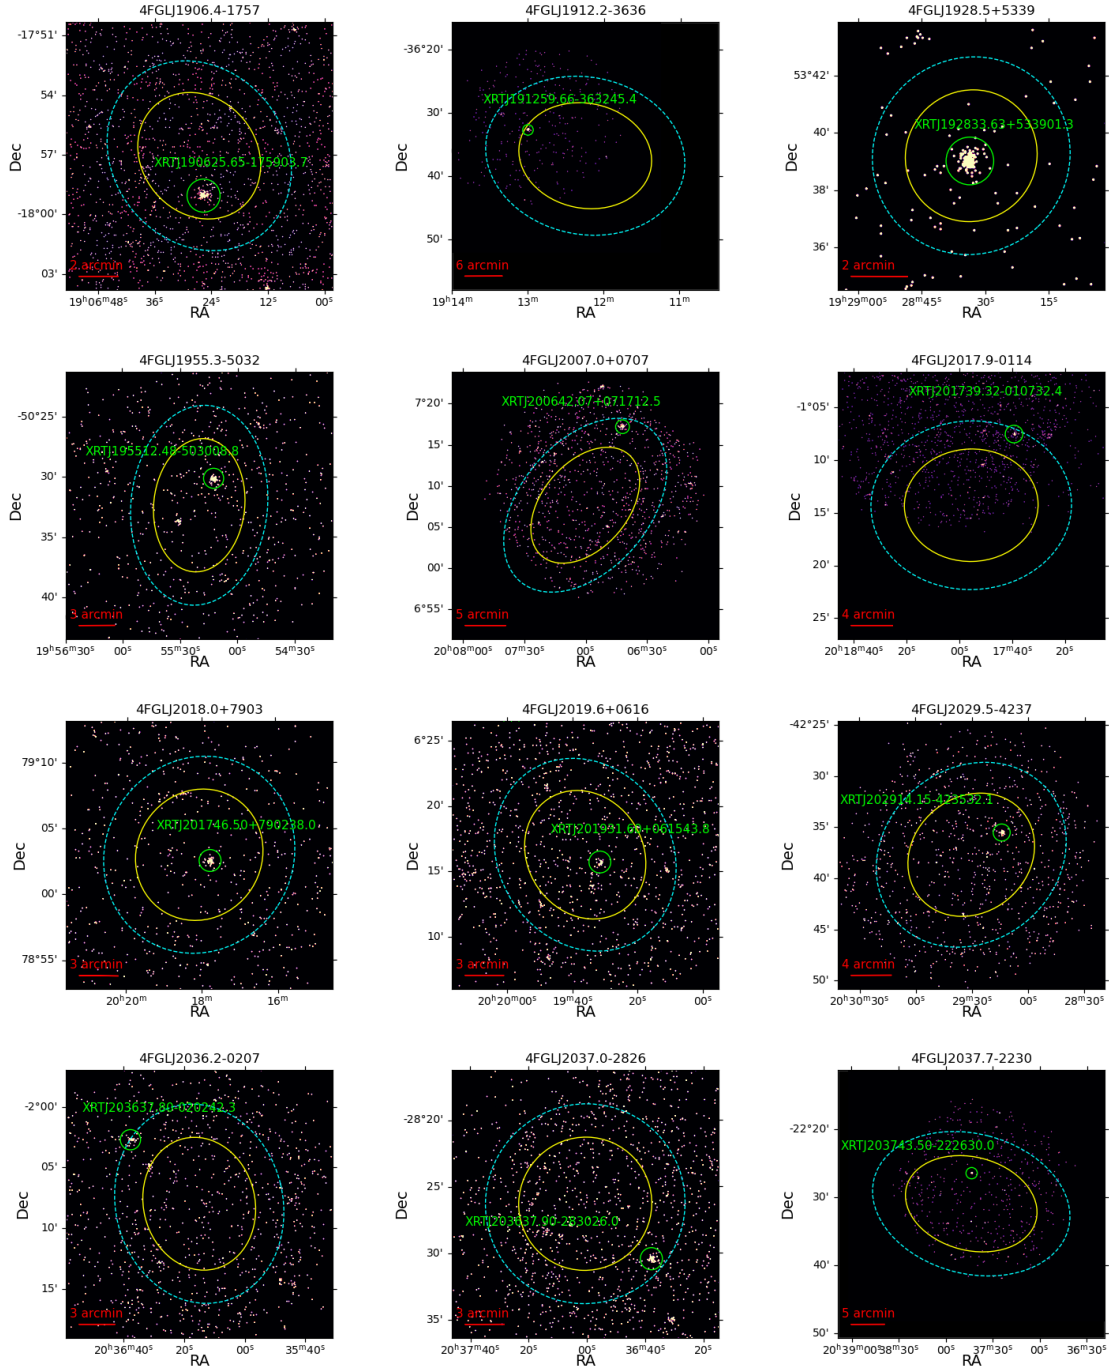 4FGLJ1906.4-1757
4FGLJ1912.2-3636
4FGLJ1928.5+5339
-17°51'
54'
57'
-18°00'
03'
Dec
XRTJ190625.65-175903.7
2 arcmin
19ʰ06ᵐ48ˢ
36ˢ
24ˢ
12ˢ
00ˢ
RA
-36°20'
30'
40'
50'
Dec
XRTJ191259.66-363245.4
6 arcmin
19ʰ14ᵐ
13ᵐ
12ᵐ
11ᵐ
RA
53°42'
40'
38'
36'
Dec
XRTJ192833.63+533901.3
2 arcmin
19ʰ29ᵐ00ˢ
28ᵐ45ˢ
30ˢ
15ˢ
RA
4FGLJ1955.3-5032
4FGLJ2007.0+0707
4FGLJ2017.9-0114
-50°25'
30'
35'
40'
Dec
XRTJ195512.48-503008.8
3 arcmin
19ʰ56ᵐ30ˢ
00ˢ
55ᵐ30ˢ
00ˢ
54ᵐ30ˢ
RA
7°20'
15'
10'
05'
00'
6°55'
Dec
XRTJ200642.07+071712.5
5 arcmin
20ʰ08ᵐ00ˢ
07ᵐ30ˢ
00ˢ
06ᵐ30ˢ
00ˢ
RA
-1°05'
10'
15'
20'
25'
Dec
XRTJ201739.32-010732.4
4 arcmin
20ʰ18ᵐ40ˢ
20ˢ
00ˢ
17ᵐ40ˢ
20ˢ
RA
4FGLJ2018.0+7903
4FGLJ2019.6+0616
4FGLJ2029.5-4237
79°10'
05'
00'
78°55'
Dec
XRTJ201746.50+790238.0
3 arcmin
20ʰ20ᵐ
18ᵐ
16ᵐ
RA
6°25'
20'
15'
10'
Dec
XRTJ201931.68+061543.8
3 arcmin
20ʰ20ᵐ00ˢ
19ᵐ40ˢ
20ˢ
00ˢ
RA
-42°25'
30'
35'
40'
45'
50'
Dec
XRTJ202914.15-423532.1
4 arcmin
20ʰ30ᵐ30ˢ
00ˢ
29ᵐ30ˢ
00ˢ
28ᵐ30ˢ
RA
4FGLJ2036.2-0207
4FGLJ2037.0-2826
4FGLJ2037.7-2230
-2°00'
05'
10'
15'
Dec
XRTJ203637.80-020242.3
3 arcmin
20ʰ36ᵐ40ˢ
20ˢ
00ˢ
35ᵐ40ˢ
RA
-28°20'
25'
30'
35'
Dec
XRTJ203637.90-283026.0
3 arcmin
20ʰ37ᵐ40ˢ
20ˢ
00ˢ
36ᵐ40ˢ
20ˢ
RA
-22°20'
30'
40'
50'
Dec
XRTJ203743.50-222630.0
5 arcmin
20ʰ39ᵐ00ˢ
38ᵐ30ˢ
00ˢ
37ᵐ30ˢ
00ˢ
36ᵐ30ˢ
RA